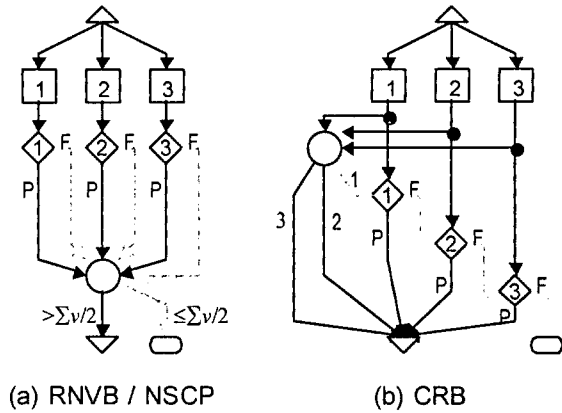 1 2 3
1 F 2 F 3 F
P P P
>∑v/2 ≤∑v/2
(a) RNVB / NSCP
1 2 3
1
1 F
3 2 P
2 F
P
3 F
P
(b) CRB